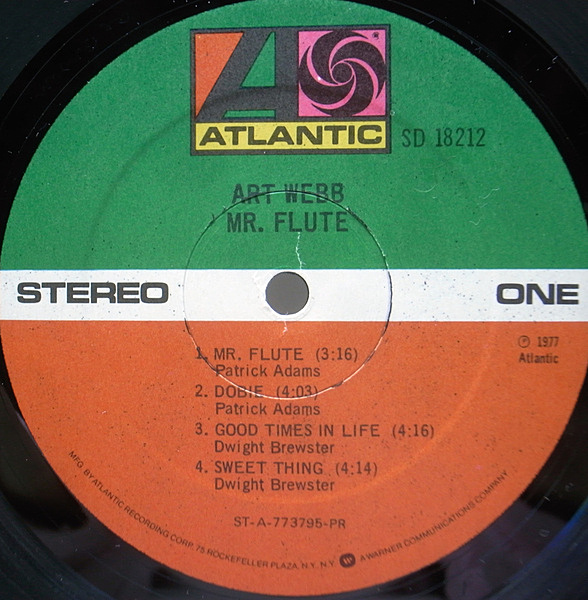 ATLANTIC
SD 18212
ART WEBB
MR. FLUTE
STEREO
ONE
℗ 1977
Atlantic
1. MR. FLUTE (3:16)
Patrick Adams
2. DOBIE (4:03)
Patrick Adams
3. GOOD TIMES IN LIFE (4:16)
Dwight Brewster
4. SWEET THING (4:14)
Dwight Brewster
ST-A-773795-PR
MFG. BY ATLANTIC RECORDING CORP. 75 ROCKEFELLER PLAZA, N.Y. N.Y. A WARNER COMMUNICATIONS COMPANY